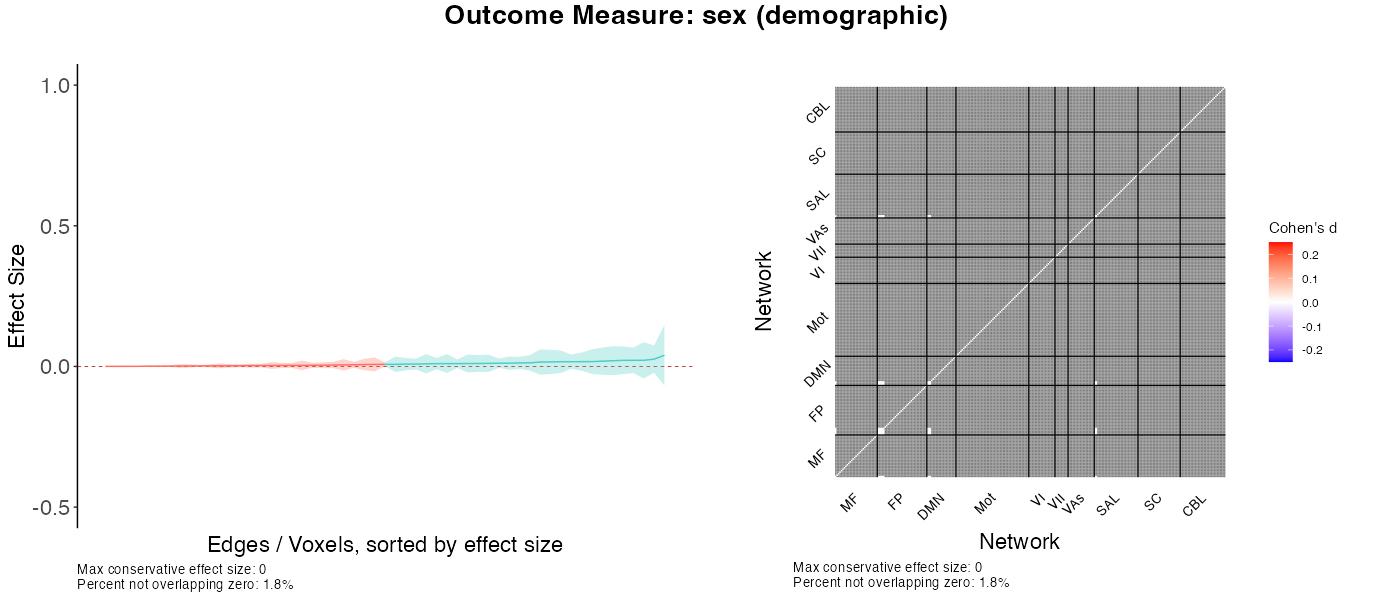 Outcome Measure: sex (demographic)
1.0
0.5
0.0
-0.5
Effect Size
Edges / Voxels, sorted by effect size
Max conservative effect size: 0
Percent not overlapping zero: 1.8%
CBL
SC
SAL
VAs
VII
VI
Mot
DMN
FP
MF
Network
MF
FP
DMN
Mot
VI
VII
VAs
SAL
SC
CBL
Network
Max conservative effect size: 0
Percent not overlapping zero: 1.8%
Cohen's d
0.2
0.1
0.0
-0.1
-0.2